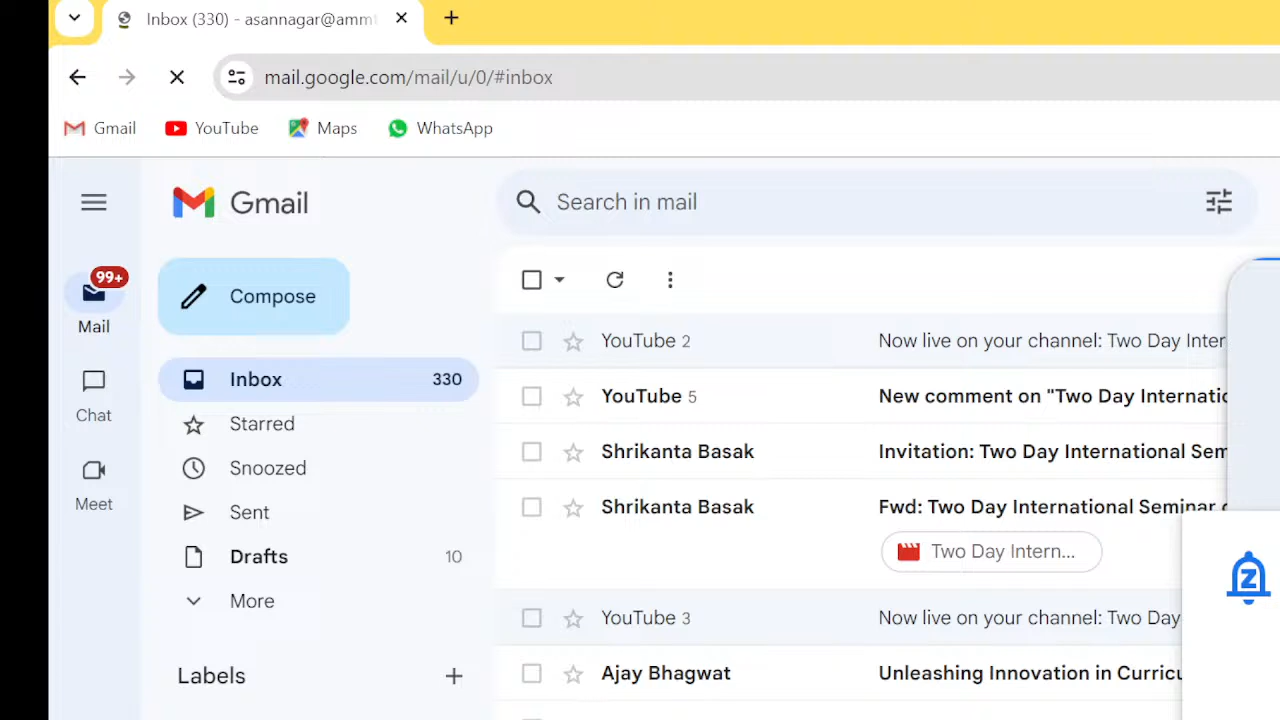 Inbox (330) - asannagar@ammt
mail.google.com/mail/u/0/#inbox
Gmail YouTube Maps WhatsApp
Gmail
Search in mail
99+
Mail
Compose
Chat
Meet
Inbox 330
Starred
Snoozed
Sent
Drafts 10
More
Labels
YouTube 2 Now live on your channel: Two Day Inter
YouTube 5 New comment on "Two Day Internatic
Shrikanta Basak Invitation: Two Day International Sem
Shrikanta Basak Fwd: Two Day International Seminar
Two Day Intern...
YouTube 3 Now live on your channel: Two Day
Ajay Bhagwat Unleashing Innovation in Curricu